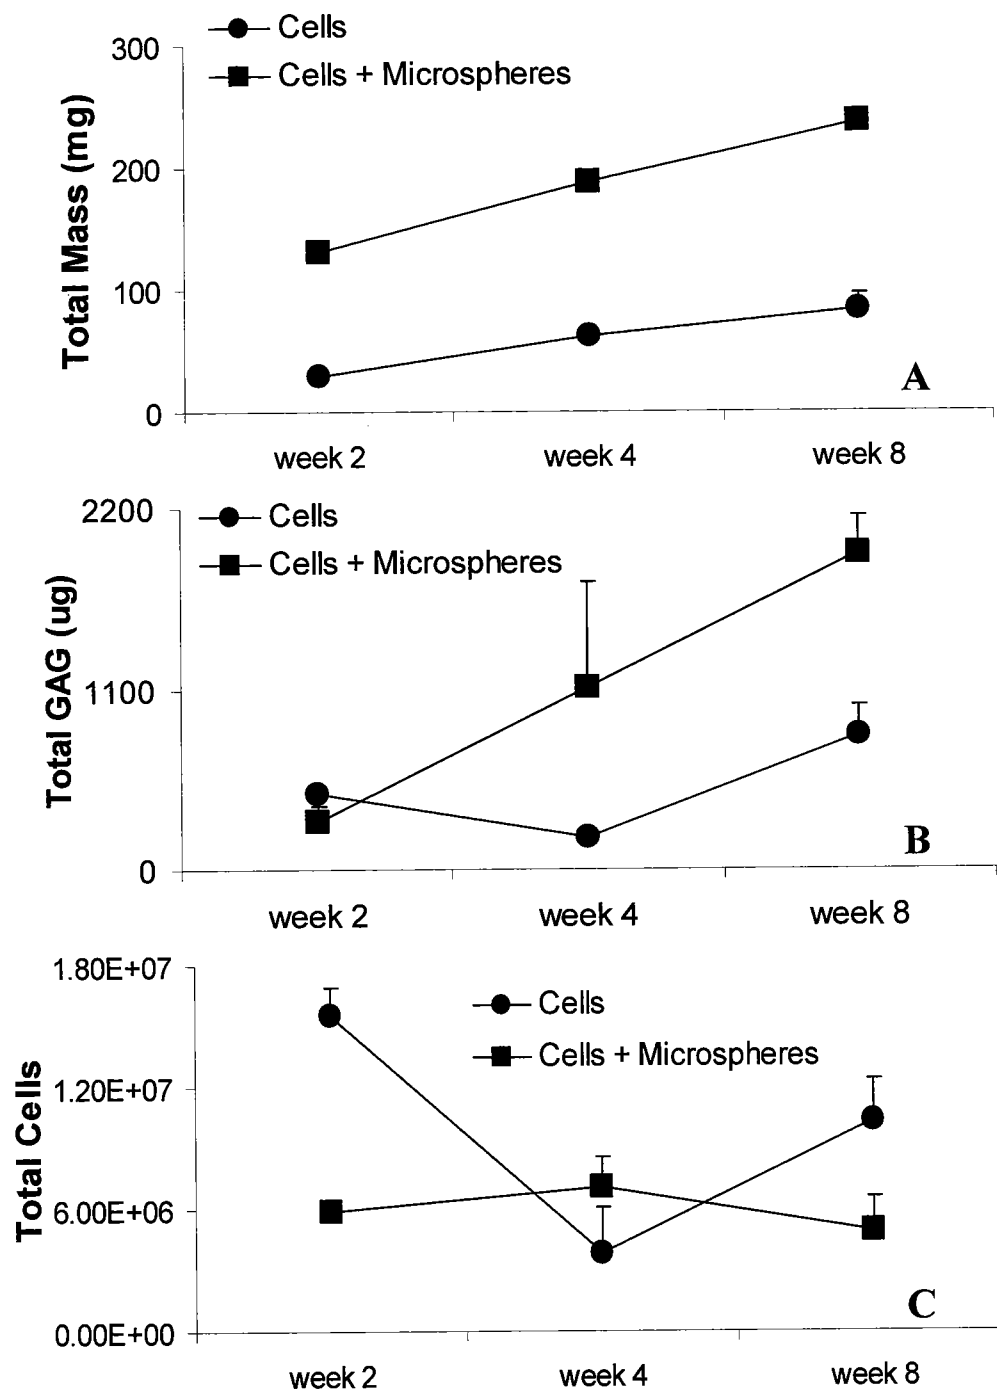 Cells
300
Cells + Microspheres
Total Mass (mg)
200
100
A
0
week 2
week 4
week 8
2200
Cells
Cells + Microspheres
Total GAG (ug)
1100
B
0
week 2
week 4
week 8
1.80E+07
Cells
Cells + Microspheres
Total Cells
1.20E+07
6.00E+06
C
0.00E+00
week 2
week 4
week 8